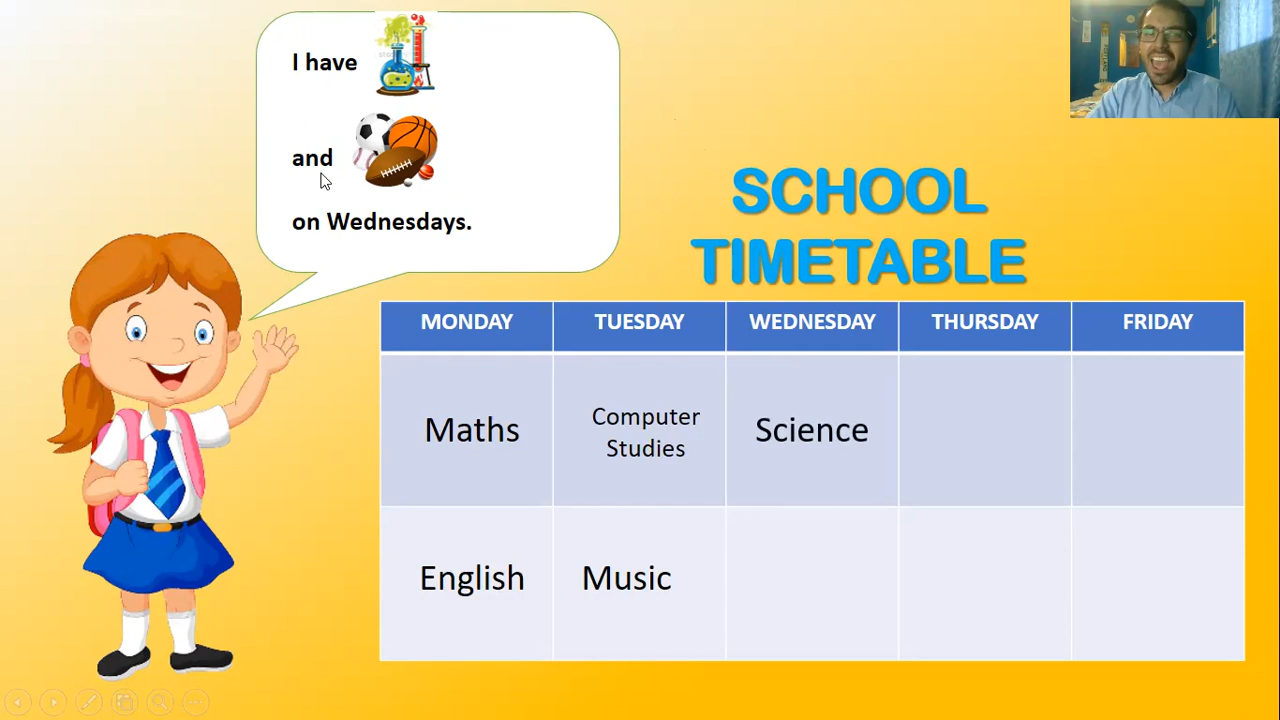 I have
and
on Wednesdays.
SCHOOL
TIMETABLE
MONDAY TUESDAY WEDNESDAY THURSDAY FRIDAY
Maths Computer Studies Science
English Music